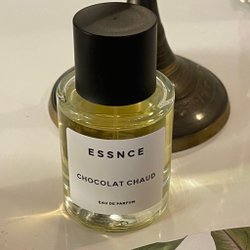 ESSNCE
CHOCOLAT CHAUD
EAU DE PARFUM